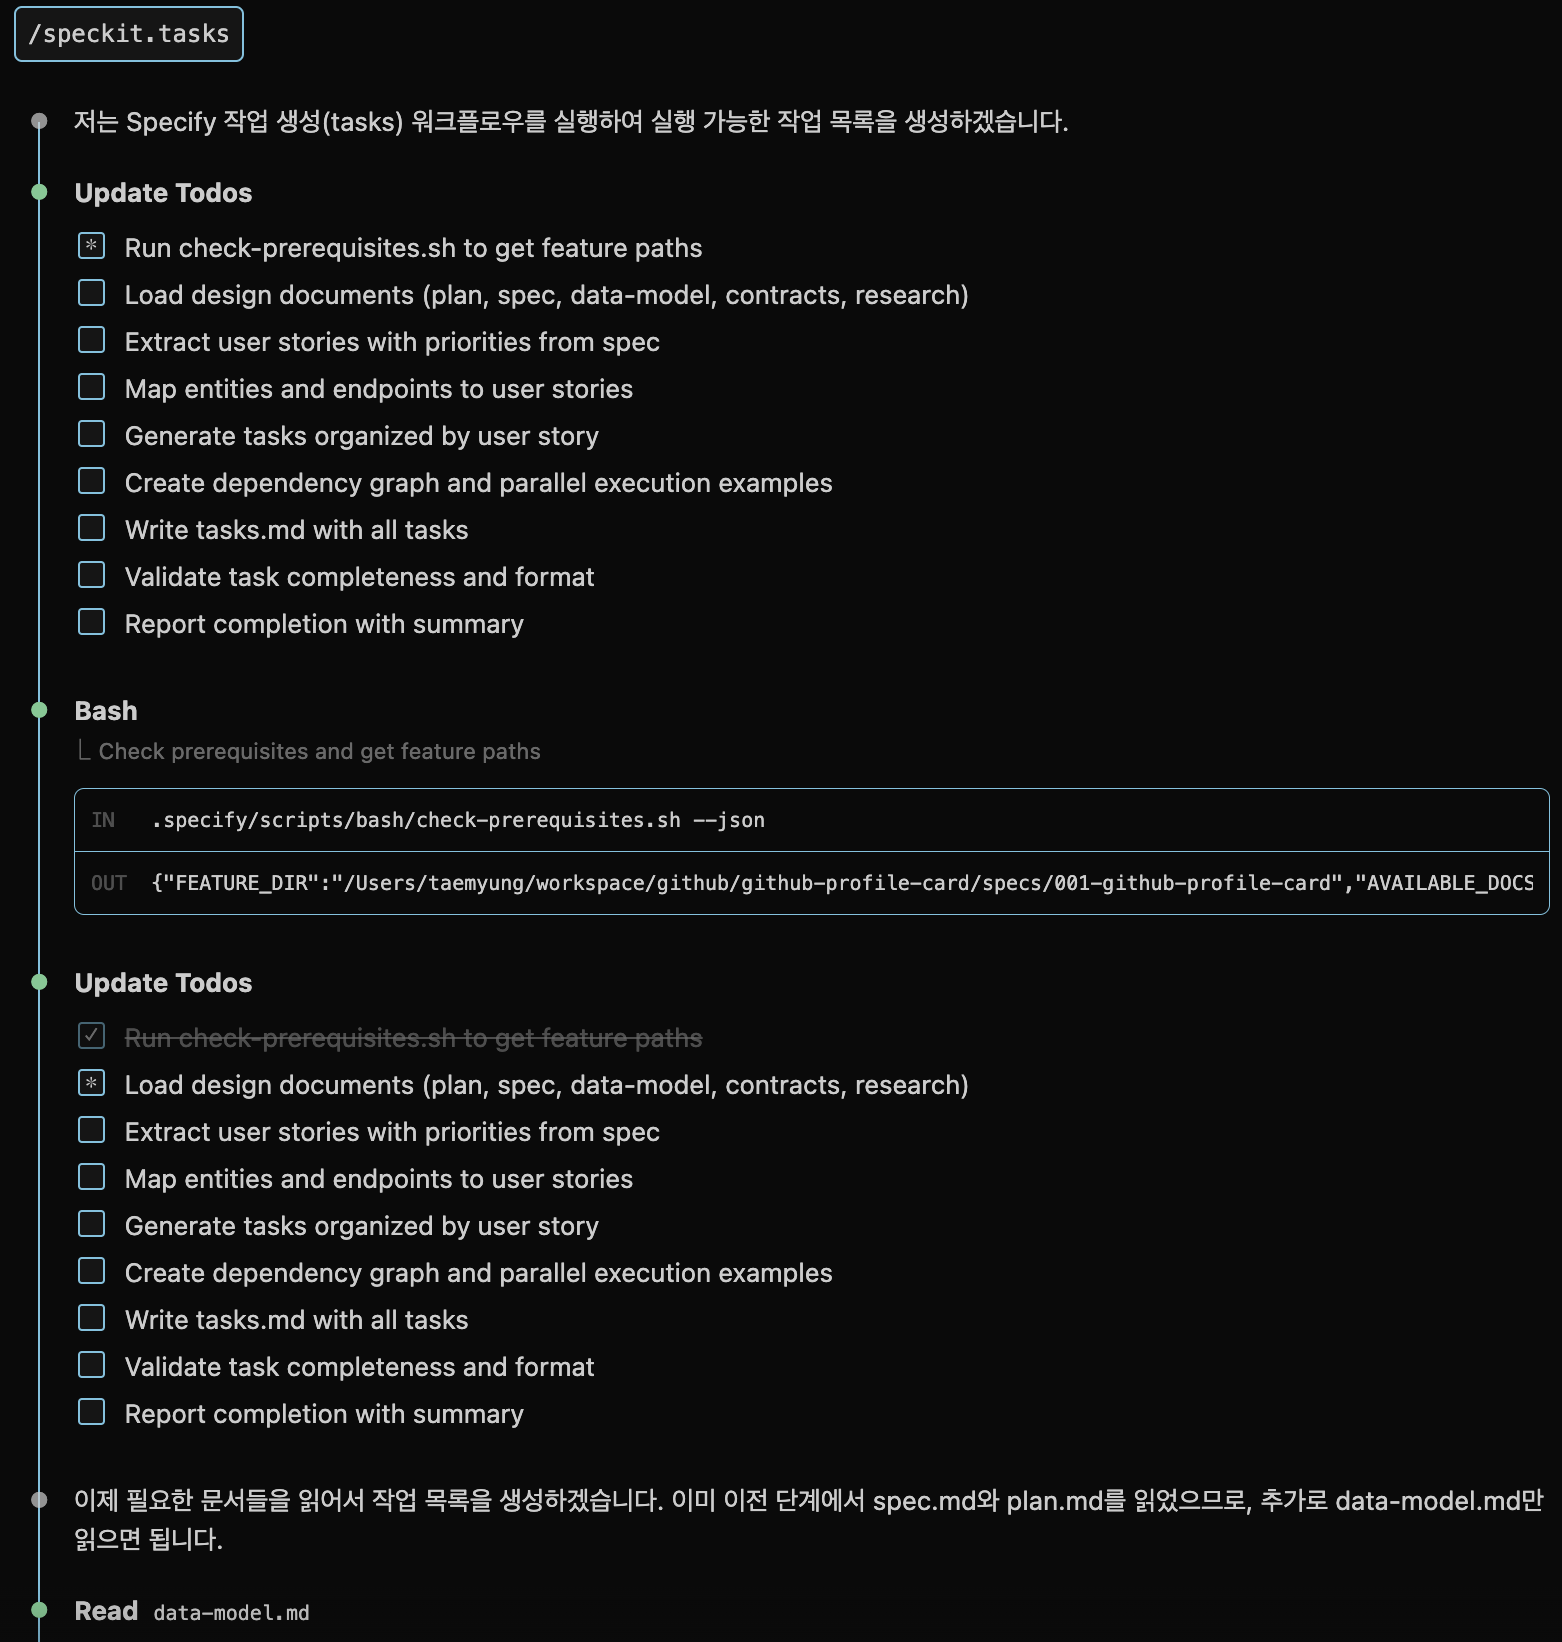 /speckit.tasks
저는 Specify 작업 생성(tasks) 워크플로우를 실행하여 실행 가능한 작업 목록을 생성하겠습니다.
Update Todos
Run check-prerequisites.sh to get feature paths
Load design documents (plan, spec, data-model, contracts, research)
Extract user stories with priorities from spec
Map entities and endpoints to user stories
Generate tasks organized by user story
Create dependency graph and parallel execution examples
Write tasks.md with all tasks
Validate task completeness and format
Report completion with summary
Bash
Check prerequisites and get feature paths
IN .specify/scripts/bash/check-prerequisites.sh --json
OUT {"FEATURE_DIR":"/Users/taemyung/workspace/github/github-profile-card/specs/001-github-profile-card","AVAILABLE_DOCS
Update Todos
Run check-prerequisites.sh to get feature paths
Load design documents (plan, spec, data-model, contracts, research)
Extract user stories with priorities from spec
Map entities and endpoints to user stories
Generate tasks organized by user story
Create dependency graph and parallel execution examples
Write tasks.md with all tasks
Validate task completeness and format
Report completion with summary
이제 필요한 문서들을 읽어서 작업 목록을 생성하겠습니다. 이미 이전 단계에서 spec.md와 plan.md를 읽었으므로, 추가로 data-model.md만
읽으면 됩니다.
Read data-model.md